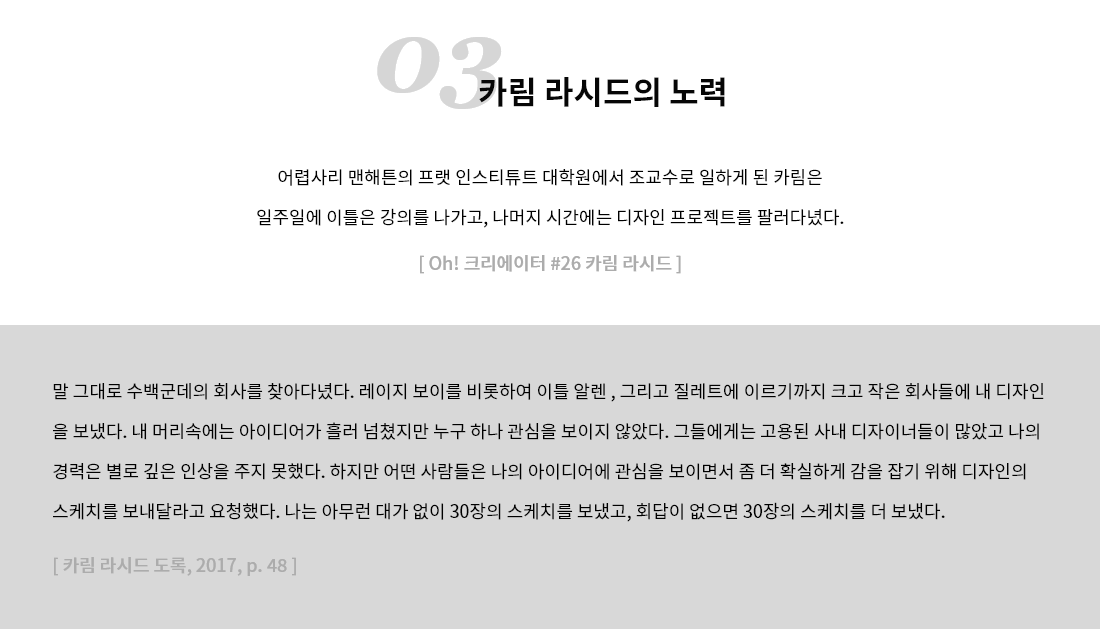 03
카림 라시드의 노력
어렵사리 맨해튼의 프랫 인스티튜트 대학원에서 조교수로 일하게 된 카림은
일주일에 이틀은 강의를 나가고, 나머지 시간에는 디자인 프로젝트를 팔러다녔다.
[ Oh! 크리에이터 #26 카림 라시드 ]
말 그대로 수백군데의 회사를 찾아다녔다. 레이지 보이를 비롯하여 이틀 알렌 , 그리고 질레트에 이르기까지 크고 작은 회사들에 내 디자인
을 보냈다. 내 머리속에는 아이디어가 흘러 넘쳤지만 누구 하나 관심을 보이지 않았다. 그들에게는 고용된 사내 디자이너들이 많았고 나의
경력은 별로 깊은 인상을 주지 못했다. 하지만 어떤 사람들은 나의 아이디어에 관심을 보이면서 좀 더 확실하게 감을 잡기 위해 디자인의
스케치를 보내달라고 요청했다. 나는 아무런 대가 없이 30장의 스케치를 보냈고, 회답이 없으면 30장의 스케치를 더 보냈다.
[ 카림 라시드 도록, 2017, p. 48 ]